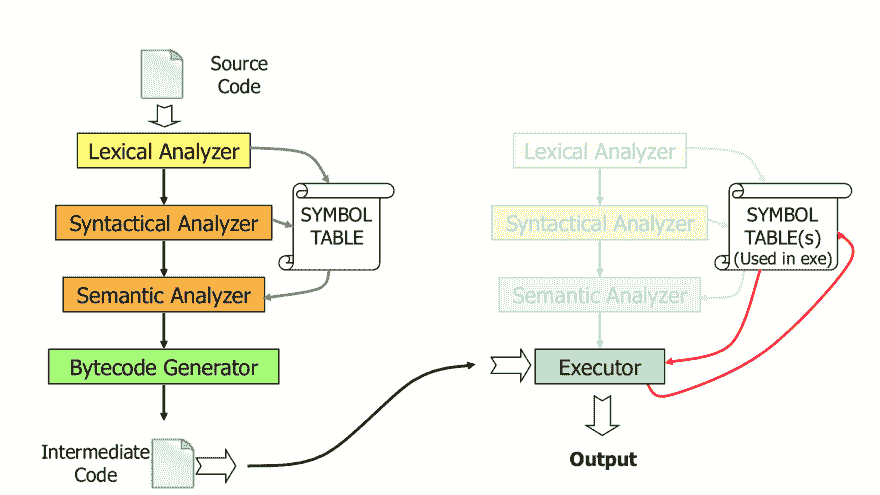 Source
Code
Lexical Analyzer
Syntactical Analyzer
SYMBOL
TABLE
Semantic Analyzer
Bytecode Generator
Intermediate
Code
Lexical Analyzer
Syntactical Analyzer
SYMBOL
TABLE(s)
(Used in exe)
Semantic Analyzer
Executor
Output